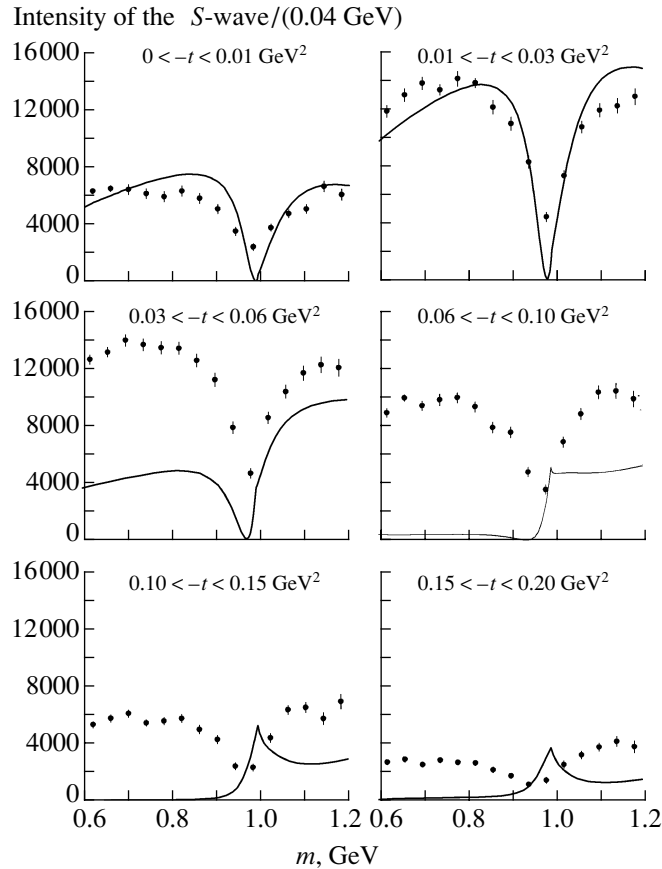 Intensity of the S-wave/(0.04 GeV)
16000
12000
8000
4000
0
0 < –t < 0.01 GeV²
0.01 < –t < 0.03 GeV²
16000
12000
8000
4000
0
0.03 < –t < 0.06 GeV²
0.06 < –t < 0.10 GeV²
16000
12000
8000
4000
0
0.10 < –t < 0.15 GeV²
0.15 < –t < 0.20 GeV²
0.6 0.8 1.0 1.2 0.6 0.8 1.0 1.2
m, GeV